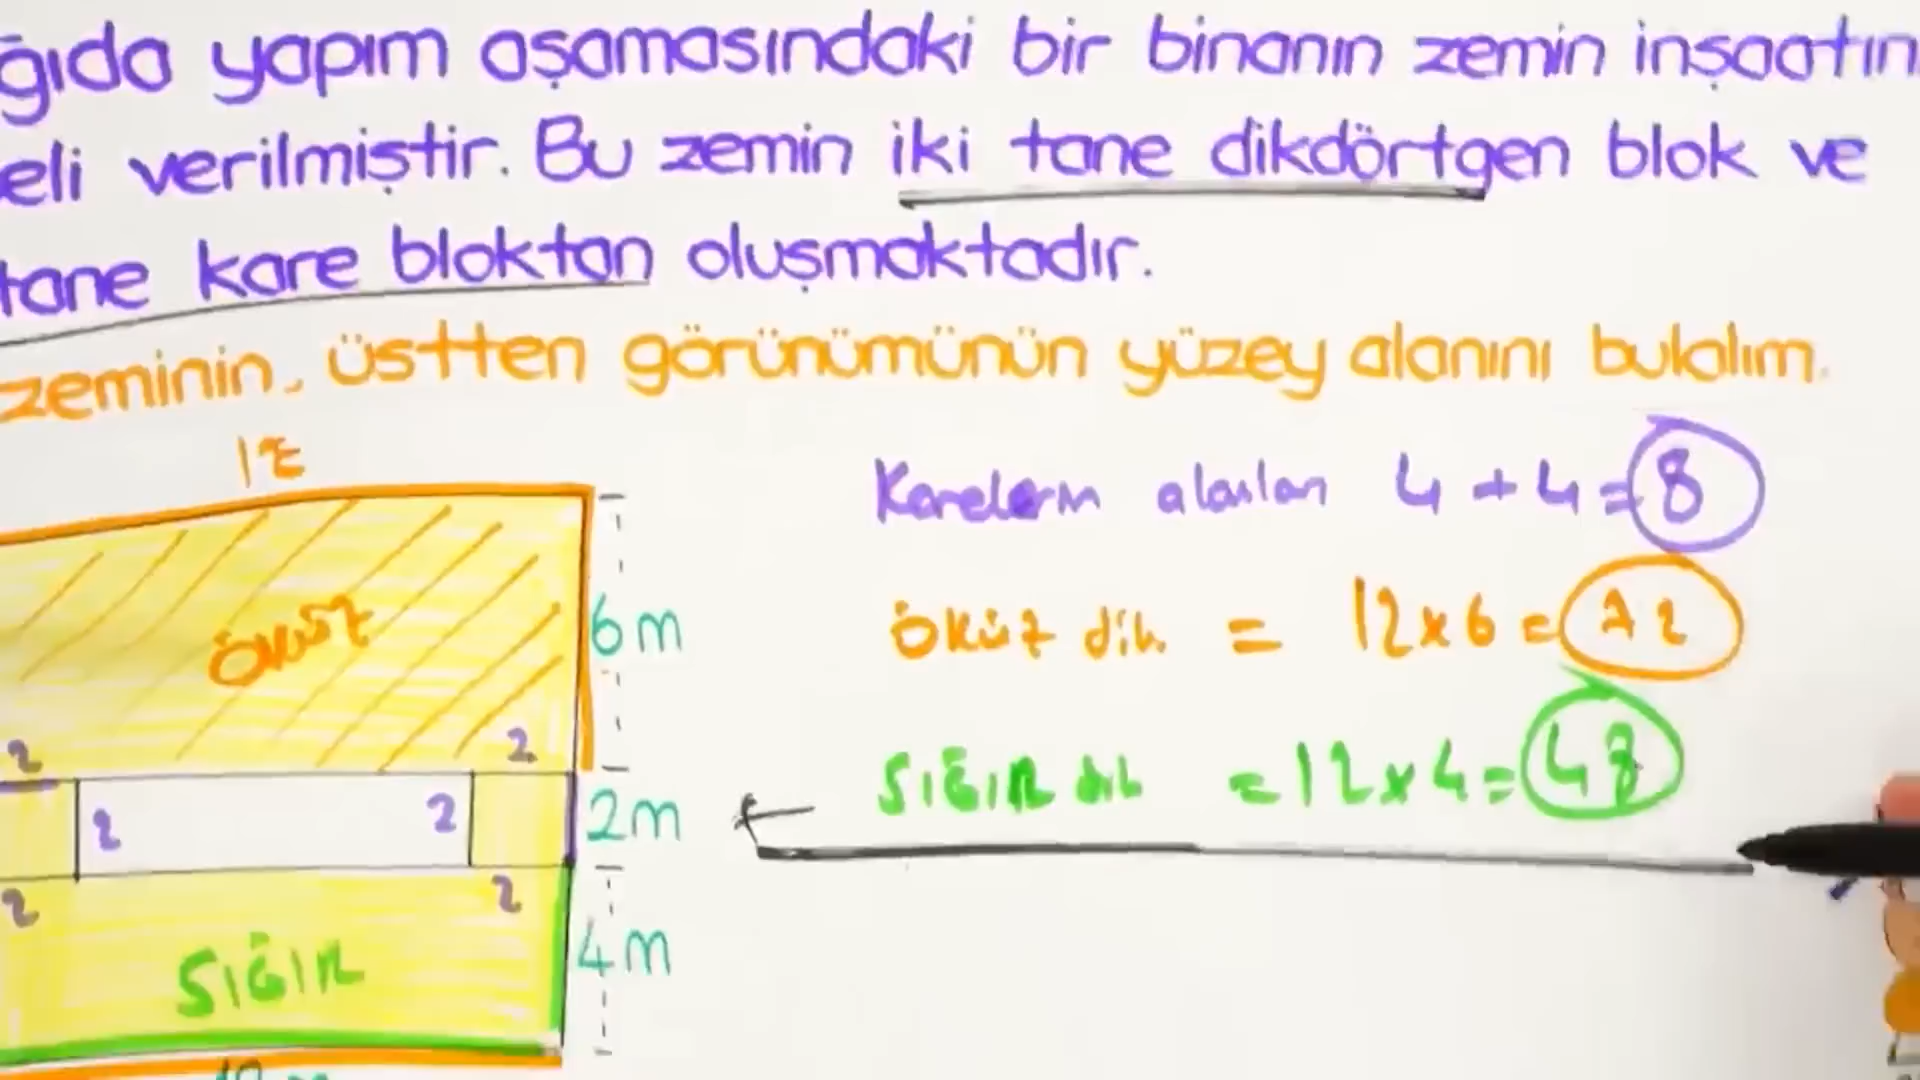 ğıda yapım aşamasındaki bir binanın zemin inşaatın
eli verilmiştir. Bu zemin iki tane dikdörtgen blok ve
tane kare bloktan oluşmaktadır.
zeminin, üstten görünümünün yüzey alanını bulalım.
12
Karelerin alanları 4 + 4 = 8
öküz
6m
öküz dik. = 12x6 = 72
2
2
2
2
2m
sığır dik = 12x4 = 48
2
2
sığır
4m